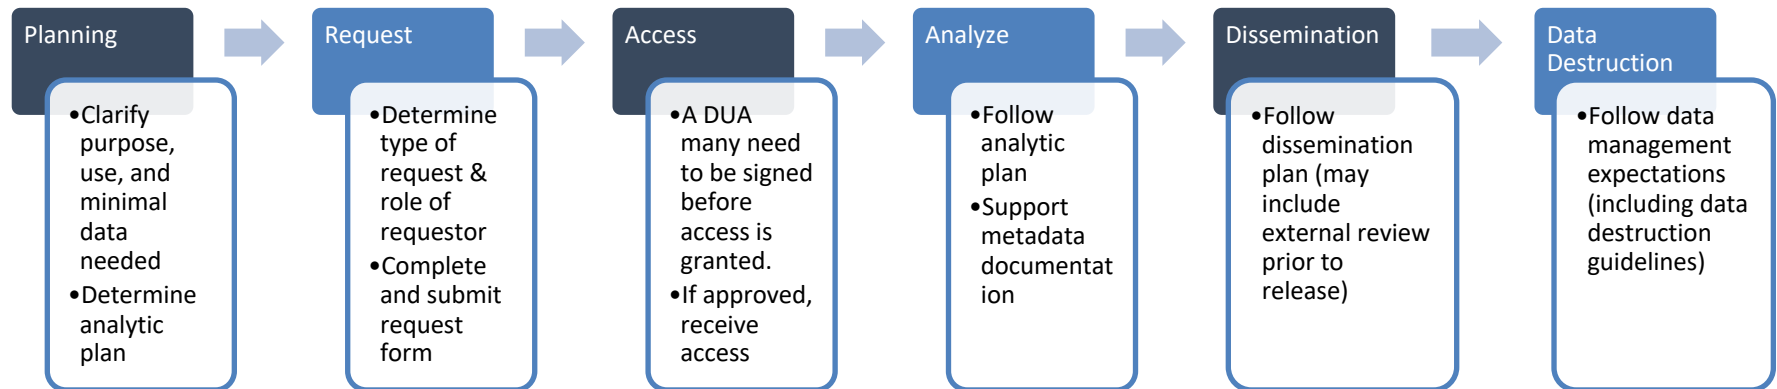 Planning
•Clarify
purpose,
use, and
minimal
data
needed
•Determine
analytic
plan
Request
•Determine
type of
request &
role of
requestor
•Complete
and submit
request
form
Access
•A DUA
many need
to be signed
before
access is
granted.
•If approved,
receive
access
Analyze
•Follow
analytic
plan
•Support
metadata
documentat
ion
Dissemination
•Follow
dissemination
plan (may
include
external review
prior to
release)
Data
Destruction
•Follow data
management
expectations
(including data
destruction
guidelines)